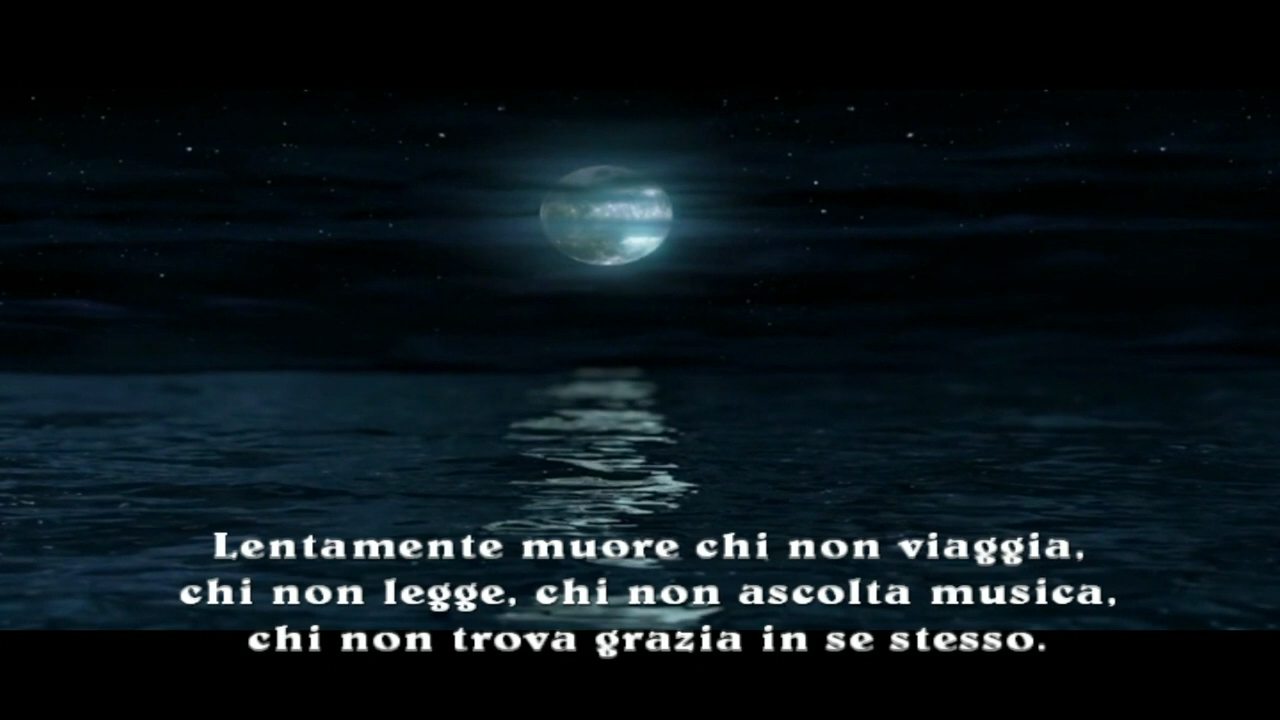 Lentamente muore chi non viaggia,
chi non legge, chi non ascolta musica,
chi non trova grazia in se stesso.